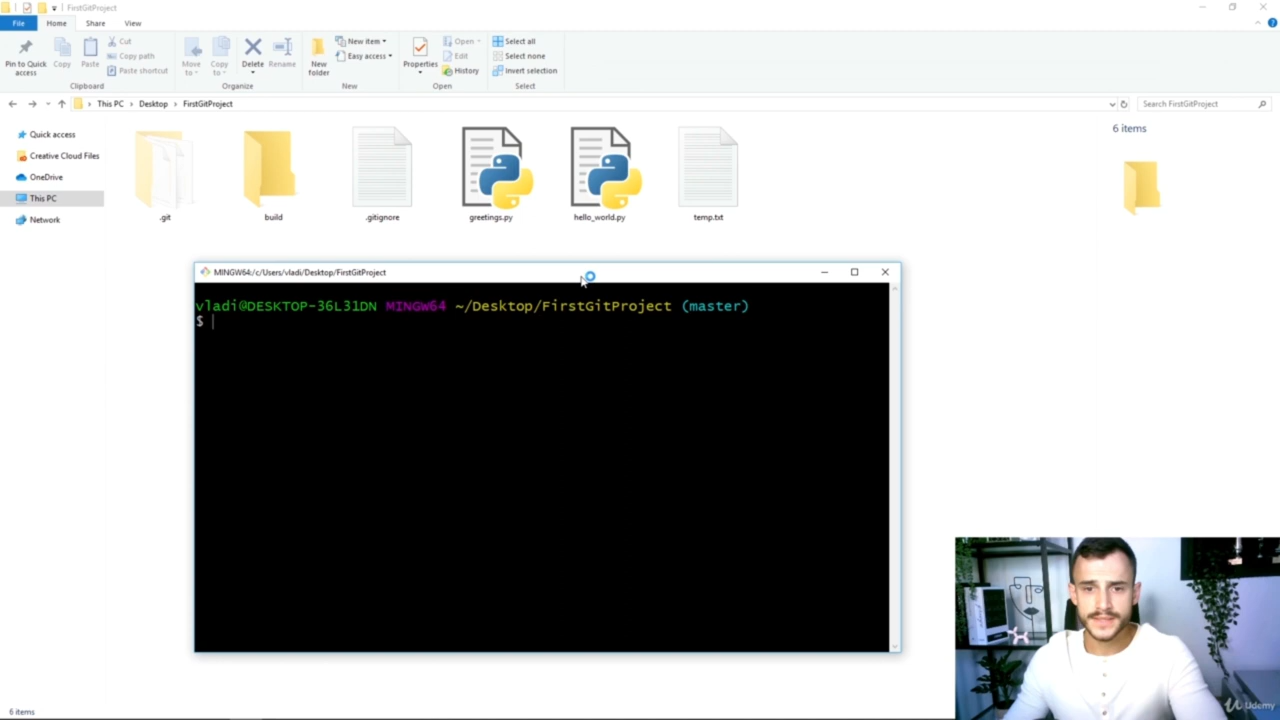 FirstGitProject
File
Home
Share
View
Pin to Quick access
Copy
Paste
Cut
Copy path
Paste shortcut
Clipboard
Move to
Copy to
Delete
Rename
Organize
New folder
New item
Easy access
New
Properties
Open
Edit
History
Open
Select all
Select none
Invert selection
Select
This PC > Desktop > FirstGitProject
Search FirstGitProject
Quick access
Creative Cloud Files
OneDrive
This PC
Network
.git
build
.gitignore
greetings.py
hello_world.py
temp.txt
6 items
MINGW64:/c/Users/vladi/Desktop/FirstGitProject
vladi@DESKTOP-36L31DN MINGW64 ~/Desktop/FirstGitProject (master)
$
6 items
Udemy